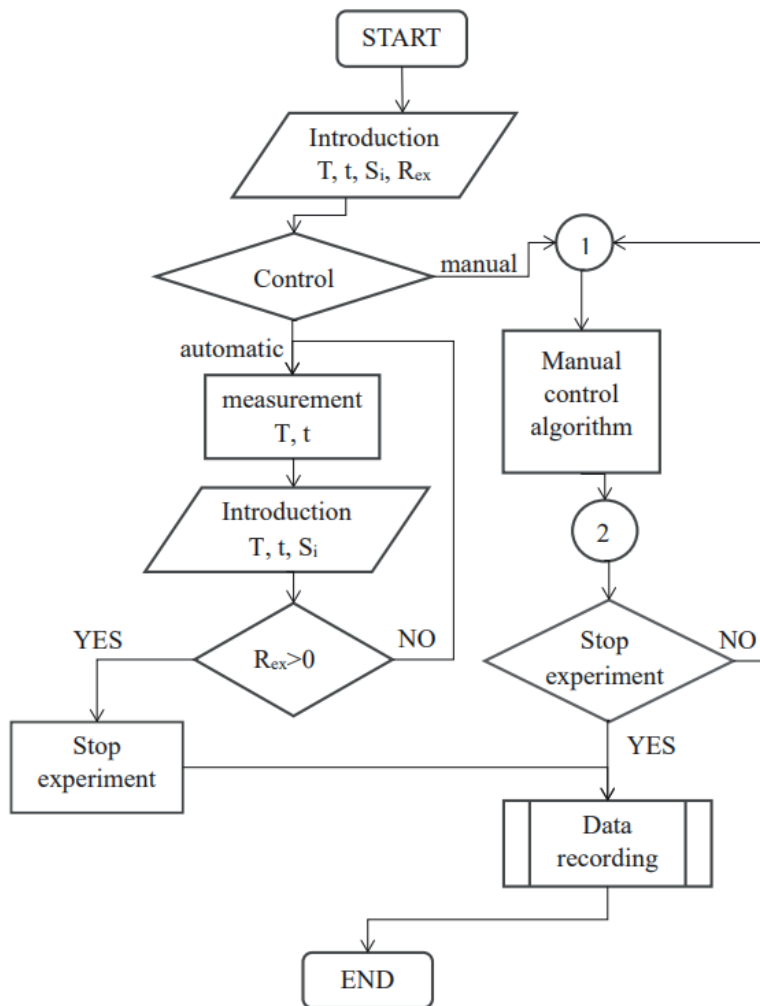 START
Introduction
T, t, Sᵢ, Rₑₓ
Control
manual
1
automatic
Manual
control
algorithm
measurement
T, t
Introduction
T, t, Sᵢ
2
YES
Rₑₓ>0
NO
Stop
experiment
NO
Stop
experiment
YES
Data
recording
END